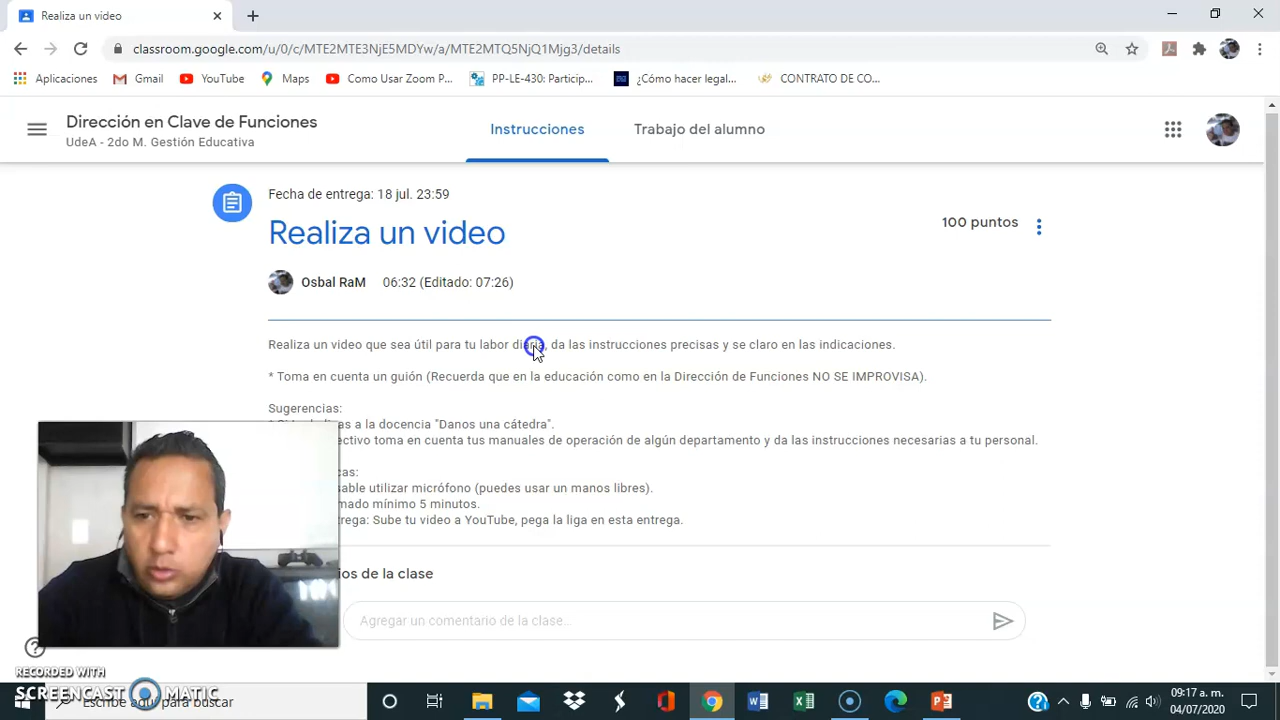 Realiza un video
classroom.google.com/u/0/c/MTE2MTE3NjE5MDYw/a/MTE2MTQ5NjQ1Mjg3/details
Aplicaciones Gmail YouTube Maps Como Usar Zoom P... PP-LE-430: Particip... ¿Cómo hacer legal... CONTRATO DE CO...
Dirección en Clave de Funciones
UdeA - 2do M. Gestión Educativa
Instrucciones Trabajo del alumno
Fecha de entrega: 18 jul. 23:59
Realiza un video
100 puntos
Osbal RaM 06:32 (Editado: 07:26)
Realiza un video que sea útil para tu labor diaria, da las instrucciones precisas y se claro en las indicaciones.
* Toma en cuenta un guión (Recuerda que en la educación como en la Dirección de Funciones NO SE IMPROVISA).
Sugerencias:
a la docencia "Danos una cátedra".
ectivo toma en cuenta tus manuales de operación de algún departamento y da las instrucciones necesarias a tu personal.
cas:
sable utilizar micrófono (puedes usar un manos libres).
mado mínimo 5 minutos.
trega: Sube tu video a YouTube, pega la liga en esta entrega.
ios de la clase
Agregar un comentario de la clase...
RECORDED WITH
SCREENCAST MATIC
Escribe aquí para buscar
09:17 a. m.
04/07/2020